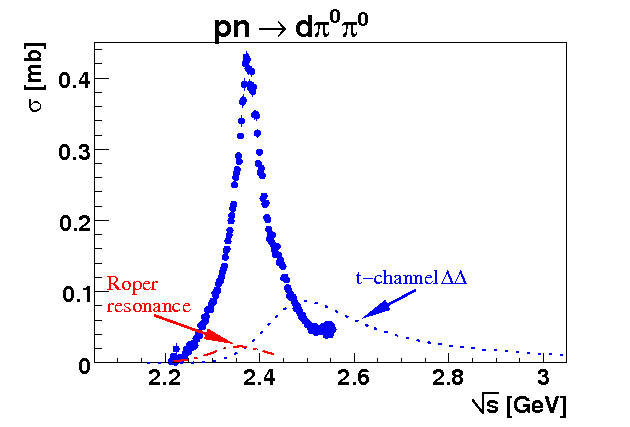 pn → dπ⁰π⁰
σ [mb]
0.4
0.3
0.2
0.1
0
t-channel ΔΔ
Roper
resonance
2.2
2.4
2.6
2.8
3
√s [GeV]